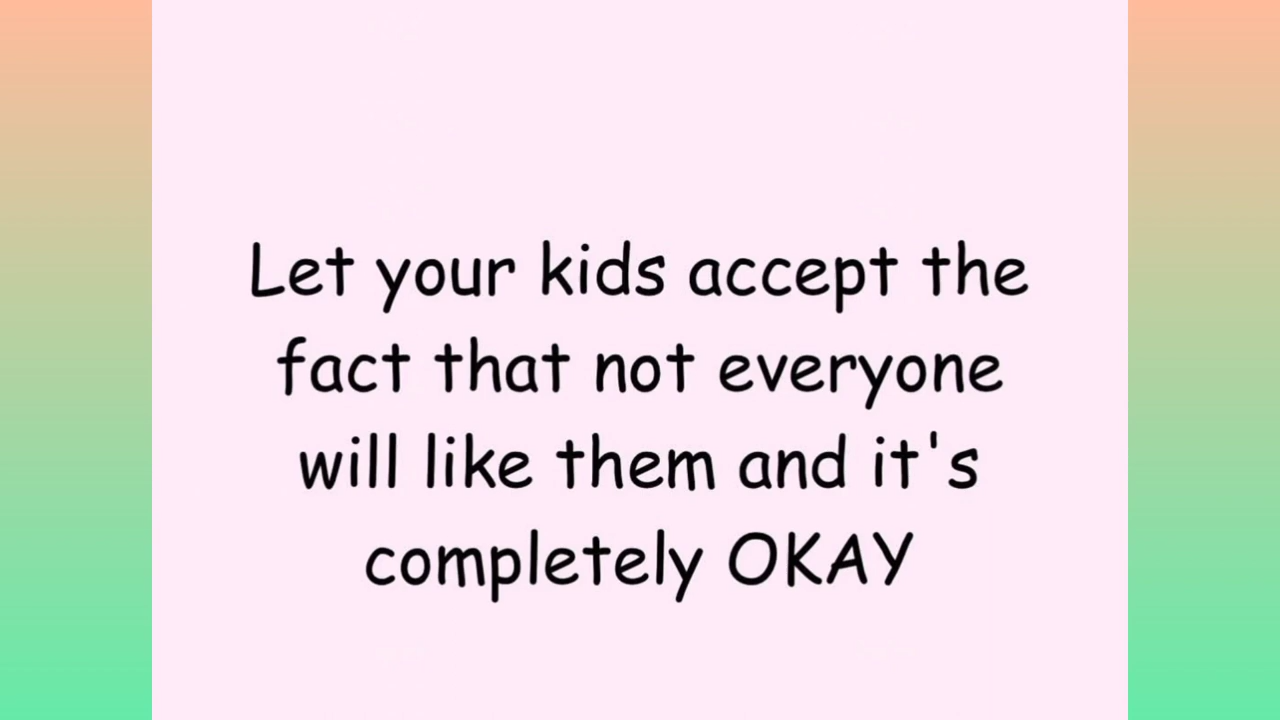 Let your kids accept the
fact that not everyone
will like them and it's
completely OKAY